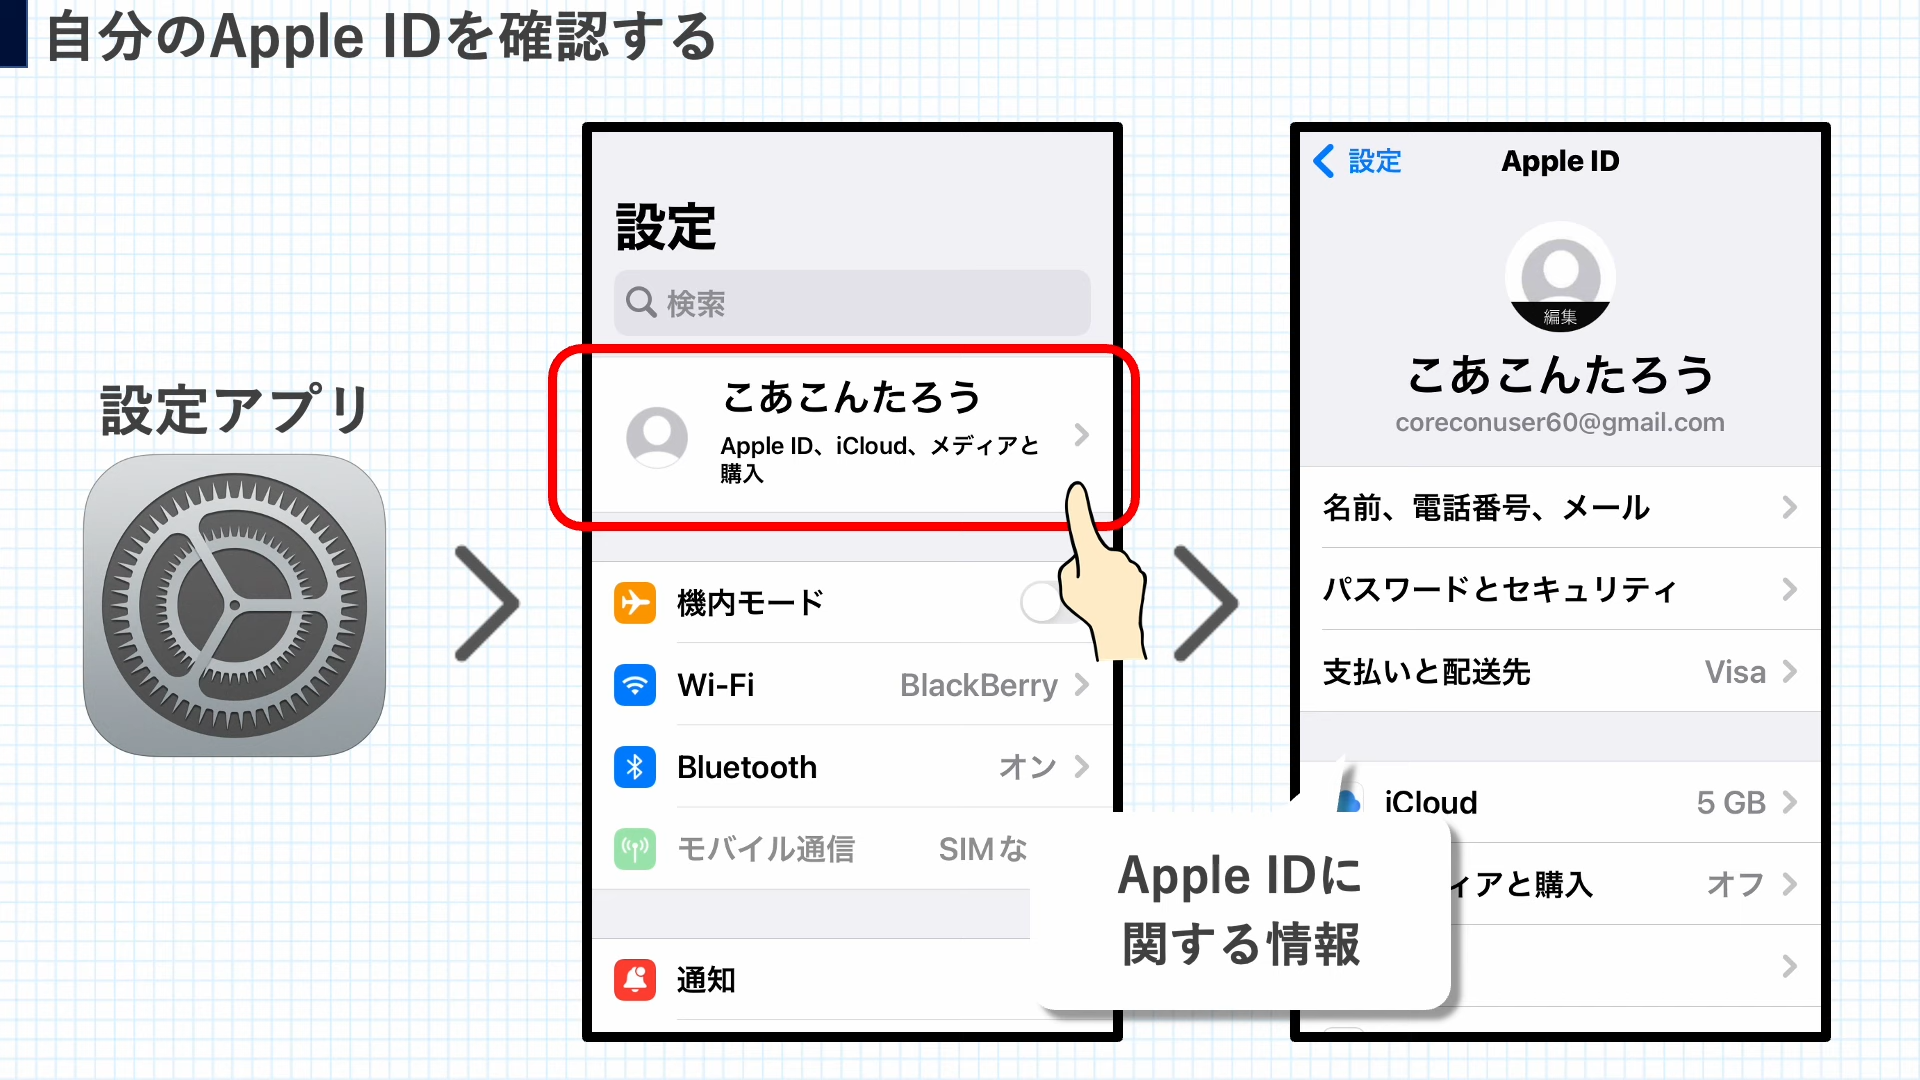 自分のApple IDを確認する
設定アプリ
設定
検索
こあこんたろう
Apple ID、iCloud、メディアと
購入
機内モード
Wi-Fi BlackBerry
Bluetooth オン
モバイル通信 SIMな
通知
設定 Apple ID
編集
こあこんたろう
coreconuser60@gmail.com
名前、電話番号、メール
パスワードとセキュリティ
支払いと配送先 Visa
iCloud 5 GB
ィアと購入 オフ
Apple IDに
関する情報